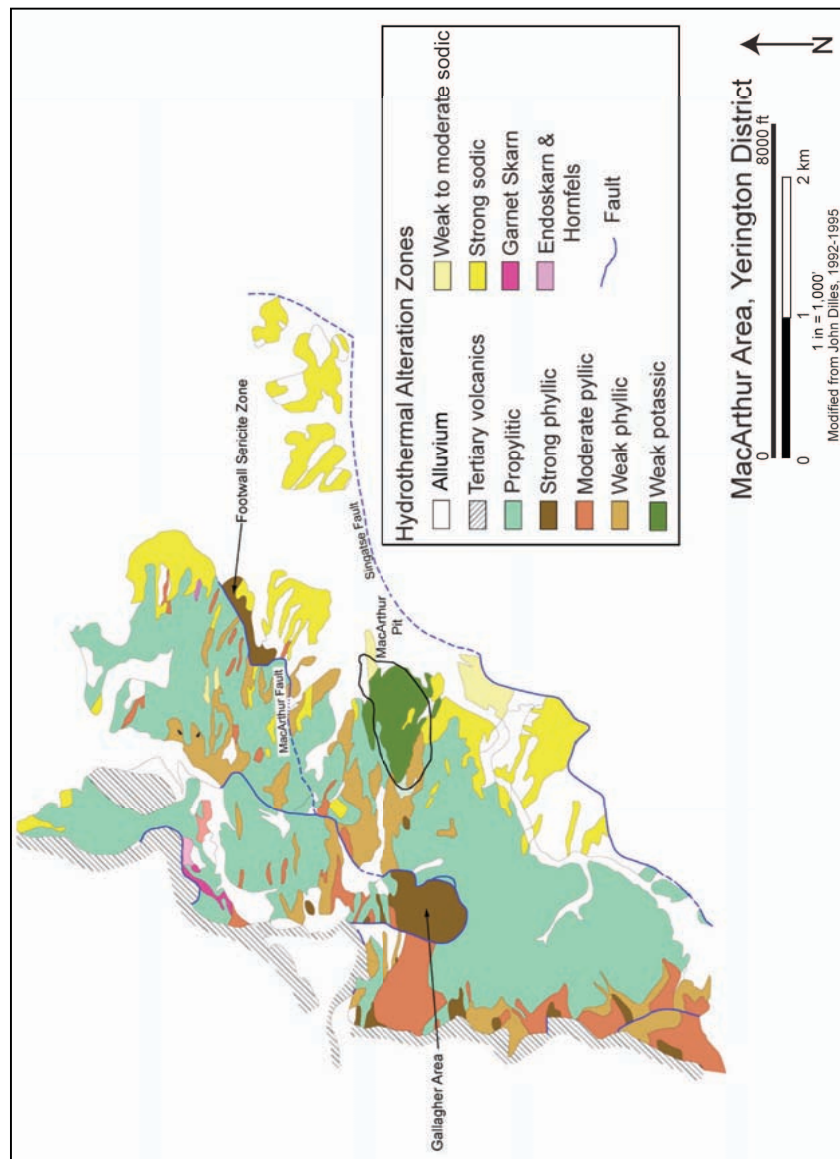 Footwall Sericite Zone
Singatse Fault
MacArthur Fault
MacArthur
Pit
Gallagher Area
Hydrothermal Alteration Zones
Alluvium
Tertiary volcanics
Propylitic
Strong phyllic
Moderate pyllic
Weak phyllic
Weak potassic
Weak to moderate sodic
Strong sodic
Garnet Skarn
Endoskarn &
Hornfels
Fault
MacArthur Area, Yerington District
0 8000 ft
0 1 2 km
1 in = 1,000'
Modified from John Dilles, 1992-1995
N